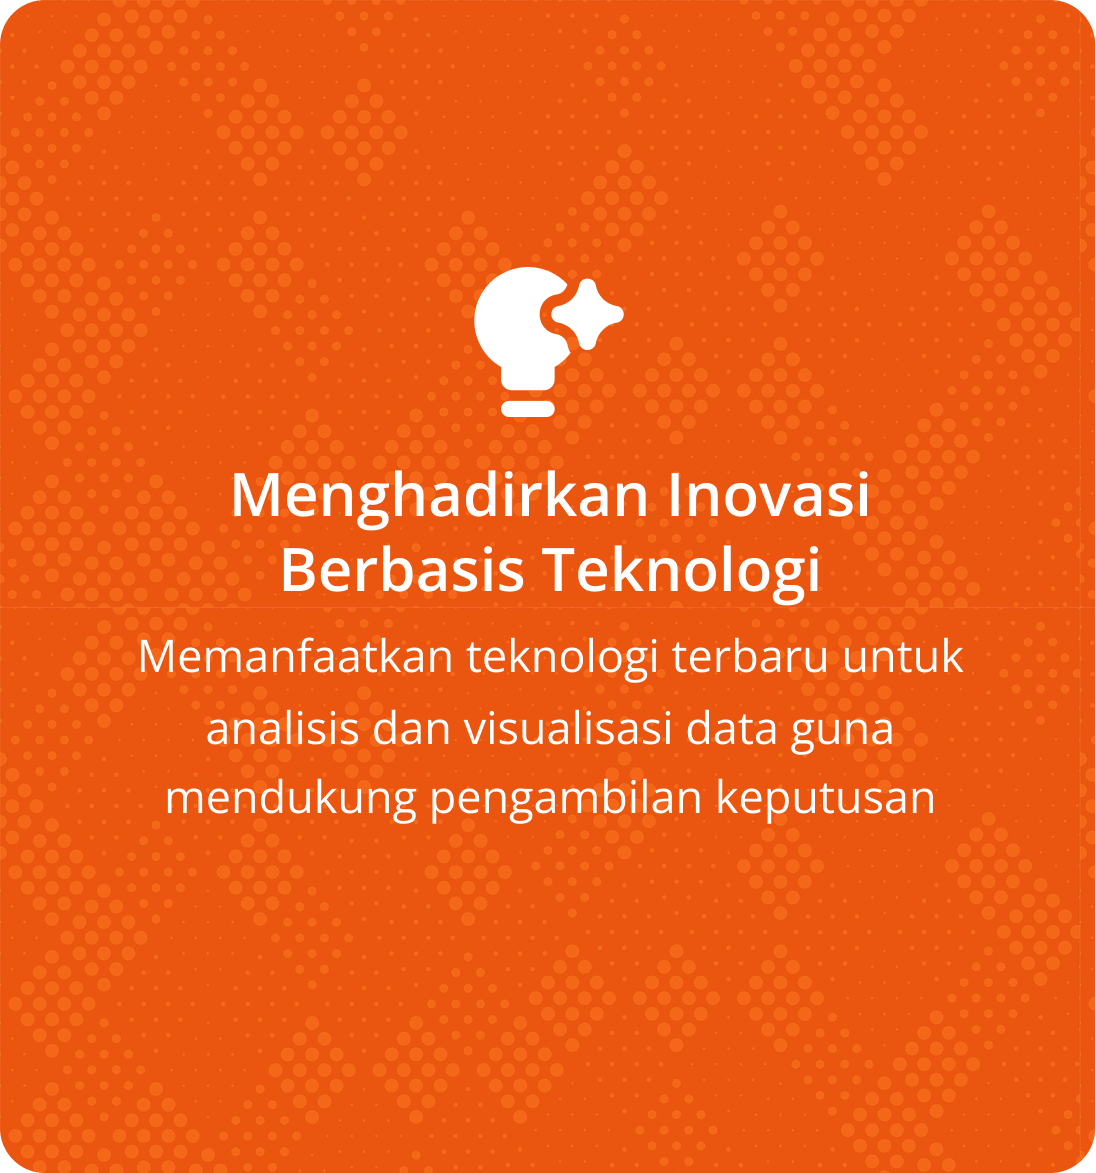 Menghadirkan Inovasi
Berbasis Teknologi
Memanfaatkan teknologi terbaru untuk
analisis dan visualisasi data guna
mendukung pengambilan keputusan